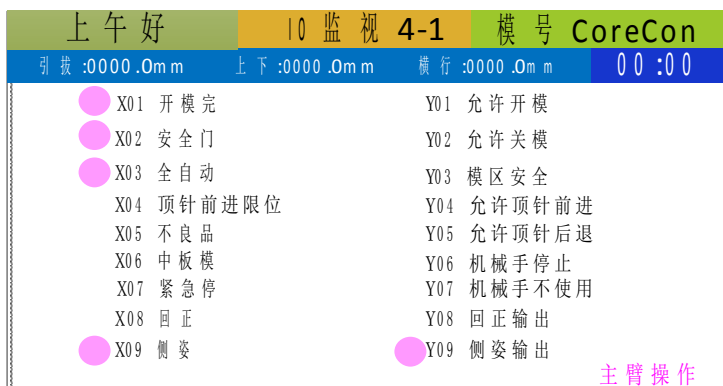 上午好 IO 监视 4-1 模号 CoreCon
引拔 :0000 .0mm 上下 :0000 .0mm 横行 :0000 .0m m 00 :00
X01 开模完 Y01 允许开模
X02 安全门 Y02 允许关模
X03 全自动 Y03 模区安全
X04 顶针前进限位 Y04 允许顶针前进
X05 不良品 Y05 允许顶针后退
X06 中板模 Y06 机械手停止
X07 紧急停 Y07 机械手不使用
X08 回正 Y08 回正输出
X09 侧姿 Y09 侧姿输出
主臂操作